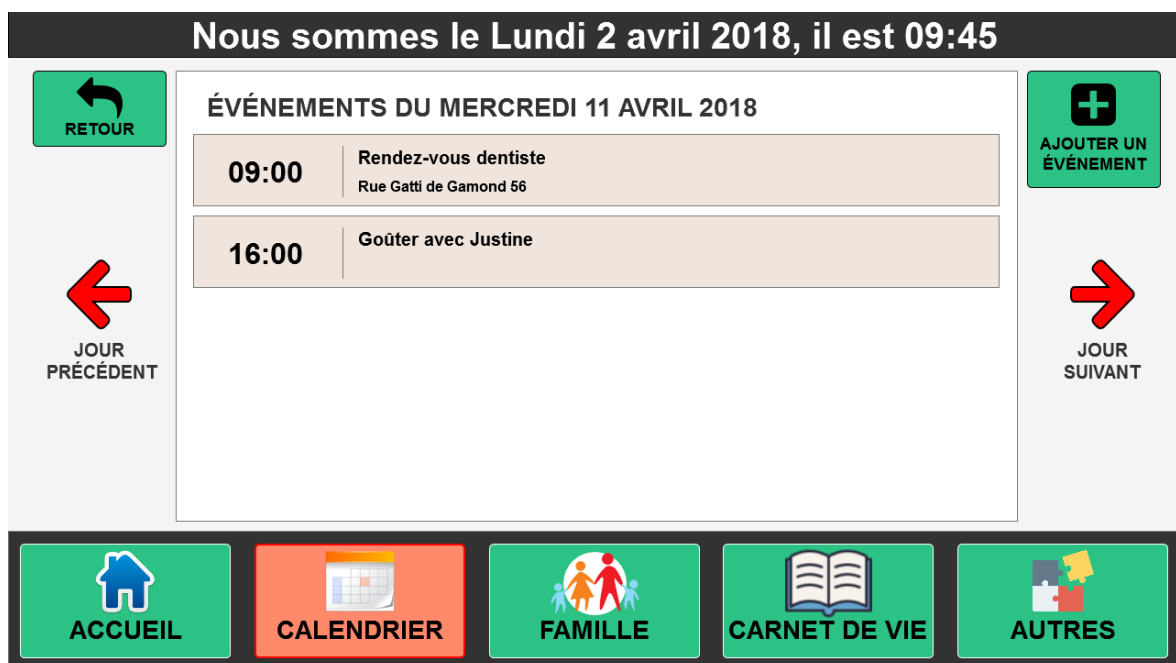 Nous sommes le Lundi 2 avril 2018, il est 09:45
RETOUR
ÉVÉNEMENTS DU MERCREDI 11 AVRIL 2018
AJOUTER UN
ÉVÉNEMENT
09:00
Rendez-vous dentiste
Rue Gatti de Gamond 56
16:00
Goûter avec Justine
JOUR
PRÉCÉDENT
JOUR
SUIVANT
ACCUEIL
CALENDRIER
FAMILLE
CARNET DE VIE
AUTRES